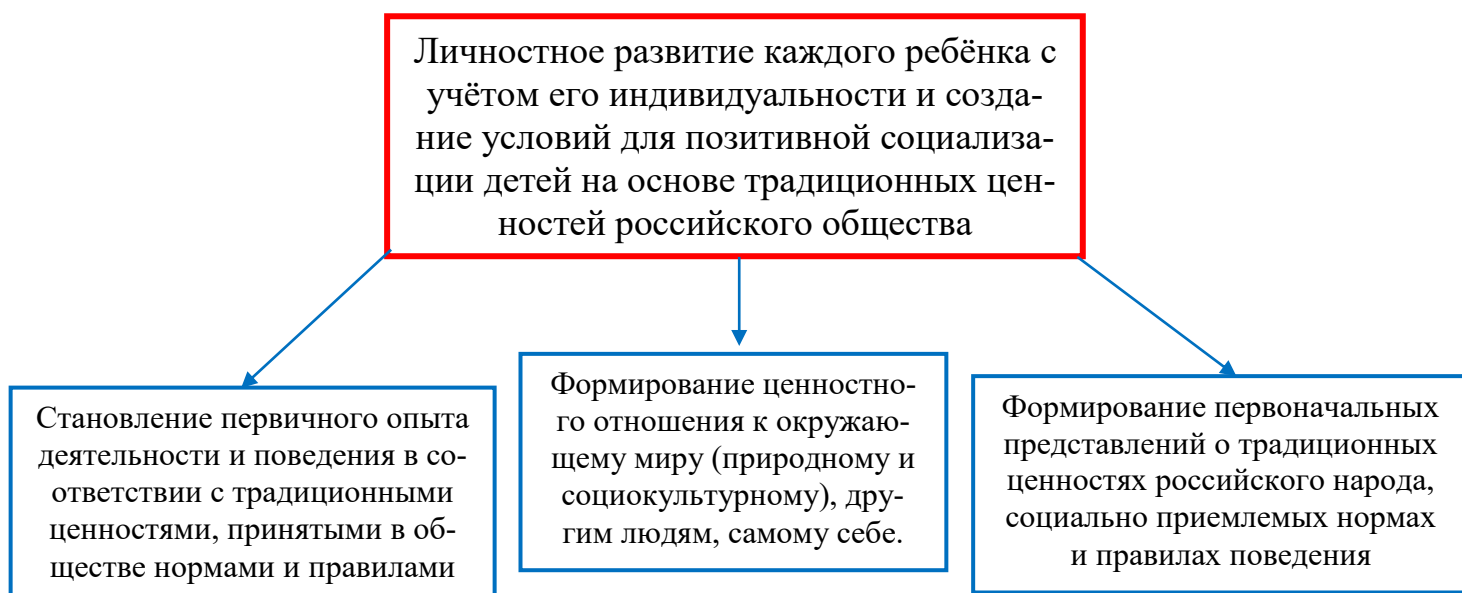 Личностное развитие каждого ребёнка с
учётом его индивидуальности и созда-
ние условий для позитивной социализа-
ции детей на основе традиционных цен-
ностей российского общества
Становление первичного опыта
деятельности и поведения в со-
ответствии с традиционными
ценностями, принятыми в об-
ществе нормами и правилами
Формирование ценностно-
го отношения к окружаю-
щему миру (природному и
социокультурному), дру-
гим людям, самому себе.
Формирование первоначальных
представлений о традиционных
ценностях российского народа,
социально приемлемых нормах
и правилах поведения